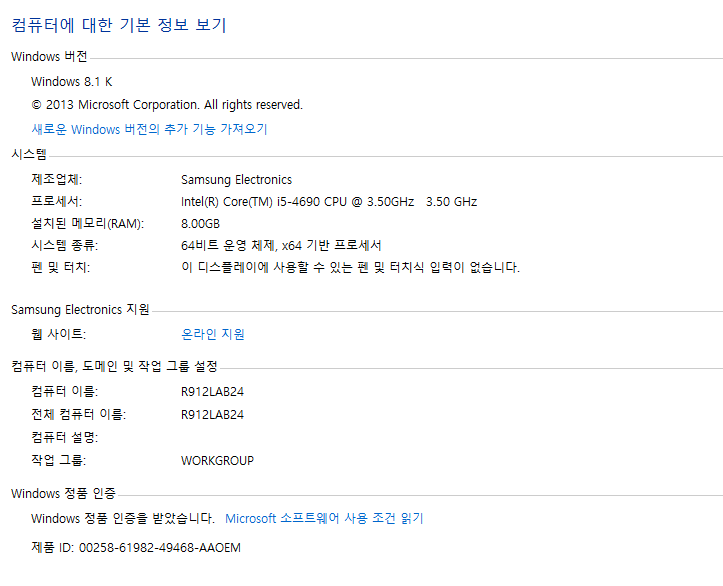 컴퓨터에 대한 기본 정보 보기
Windows 버전
Windows 8.1 K
© 2013 Microsoft Corporation. All rights reserved.
새로운 Windows 버전의 추가 기능 가져오기
시스템
제조업체: Samsung Electronics
프로세서: Intel(R) Core(TM) i5-4690 CPU @ 3.50GHz 3.50 GHz
설치된 메모리(RAM): 8.00GB
시스템 종류: 64비트 운영 체제, x64 기반 프로세서
펜 및 터치: 이 디스플레이에 사용할 수 있는 펜 및 터치식 입력이 없습니다.
Samsung Electronics 지원
웹 사이트: 온라인 지원
컴퓨터 이름, 도메인 및 작업 그룹 설정
컴퓨터 이름: R912LAB24
전체 컴퓨터 이름: R912LAB24
컴퓨터 설명:
작업 그룹: WORKGROUP
Windows 정품 인증
Windows 정품 인증을 받았습니다. Microsoft 소프트웨어 사용 조건 읽기
제품 ID: 00258-61982-49468-AAOEM